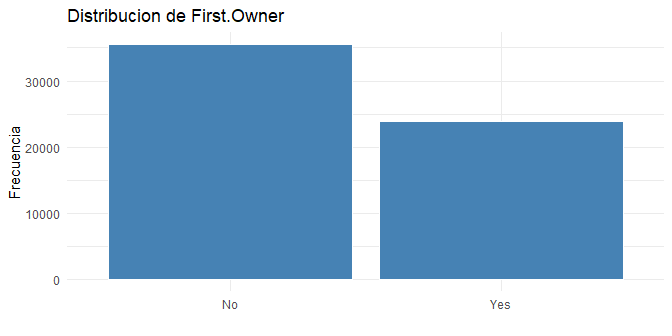 Distribucion de First.Owner
Frecuencia
30000
20000
10000
0
No
Yes